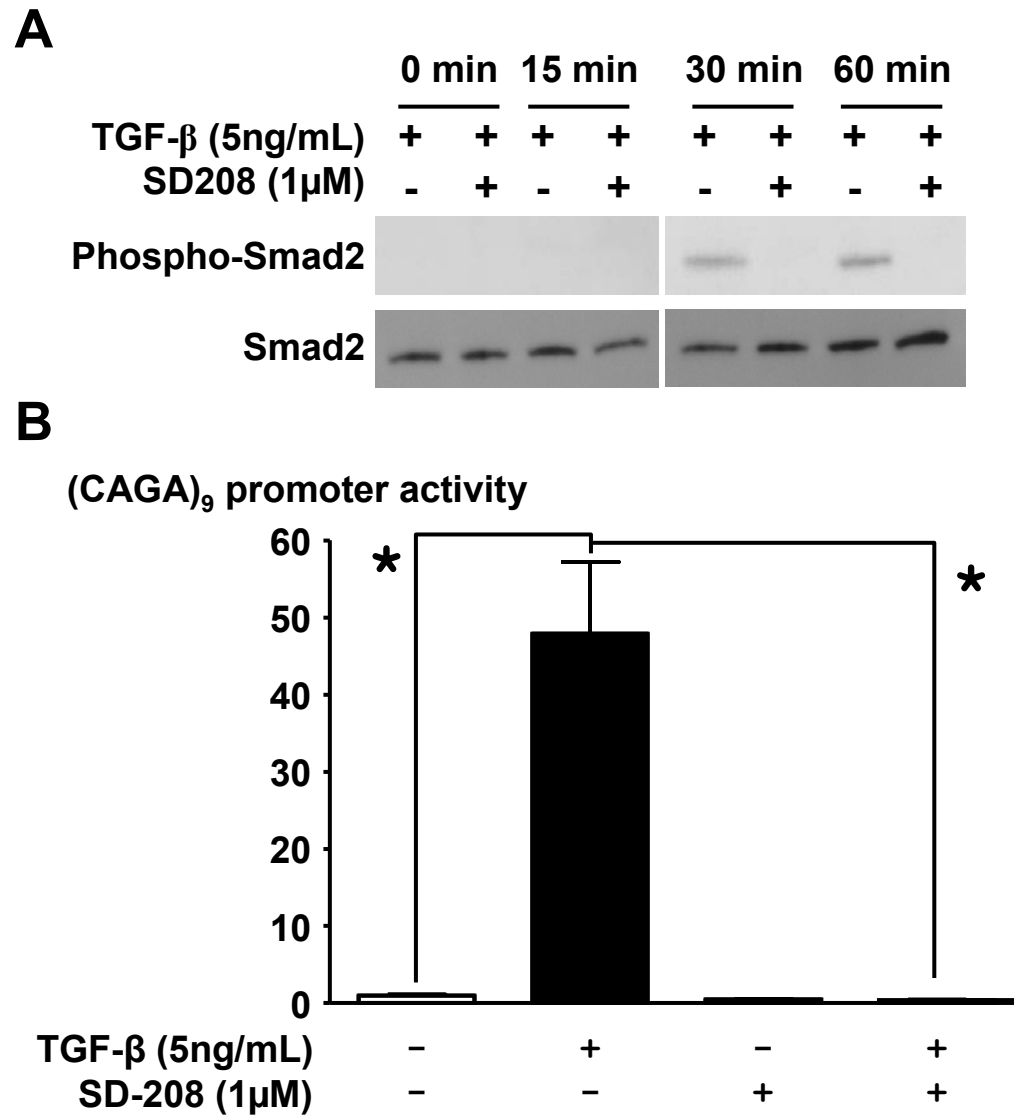 A
0 min 15 min 30 min 60 min
TGF-β (5ng/mL) + + + + + + + +
SD208 (1µM) - + - + - + - +
Phospho-Smad2
Smad2
B
(CAGA)₉ promoter activity
60
* *
50
40
30
20
10
0
TGF-β (5ng/mL) – + – +
SD-208 (1µM) – – + +